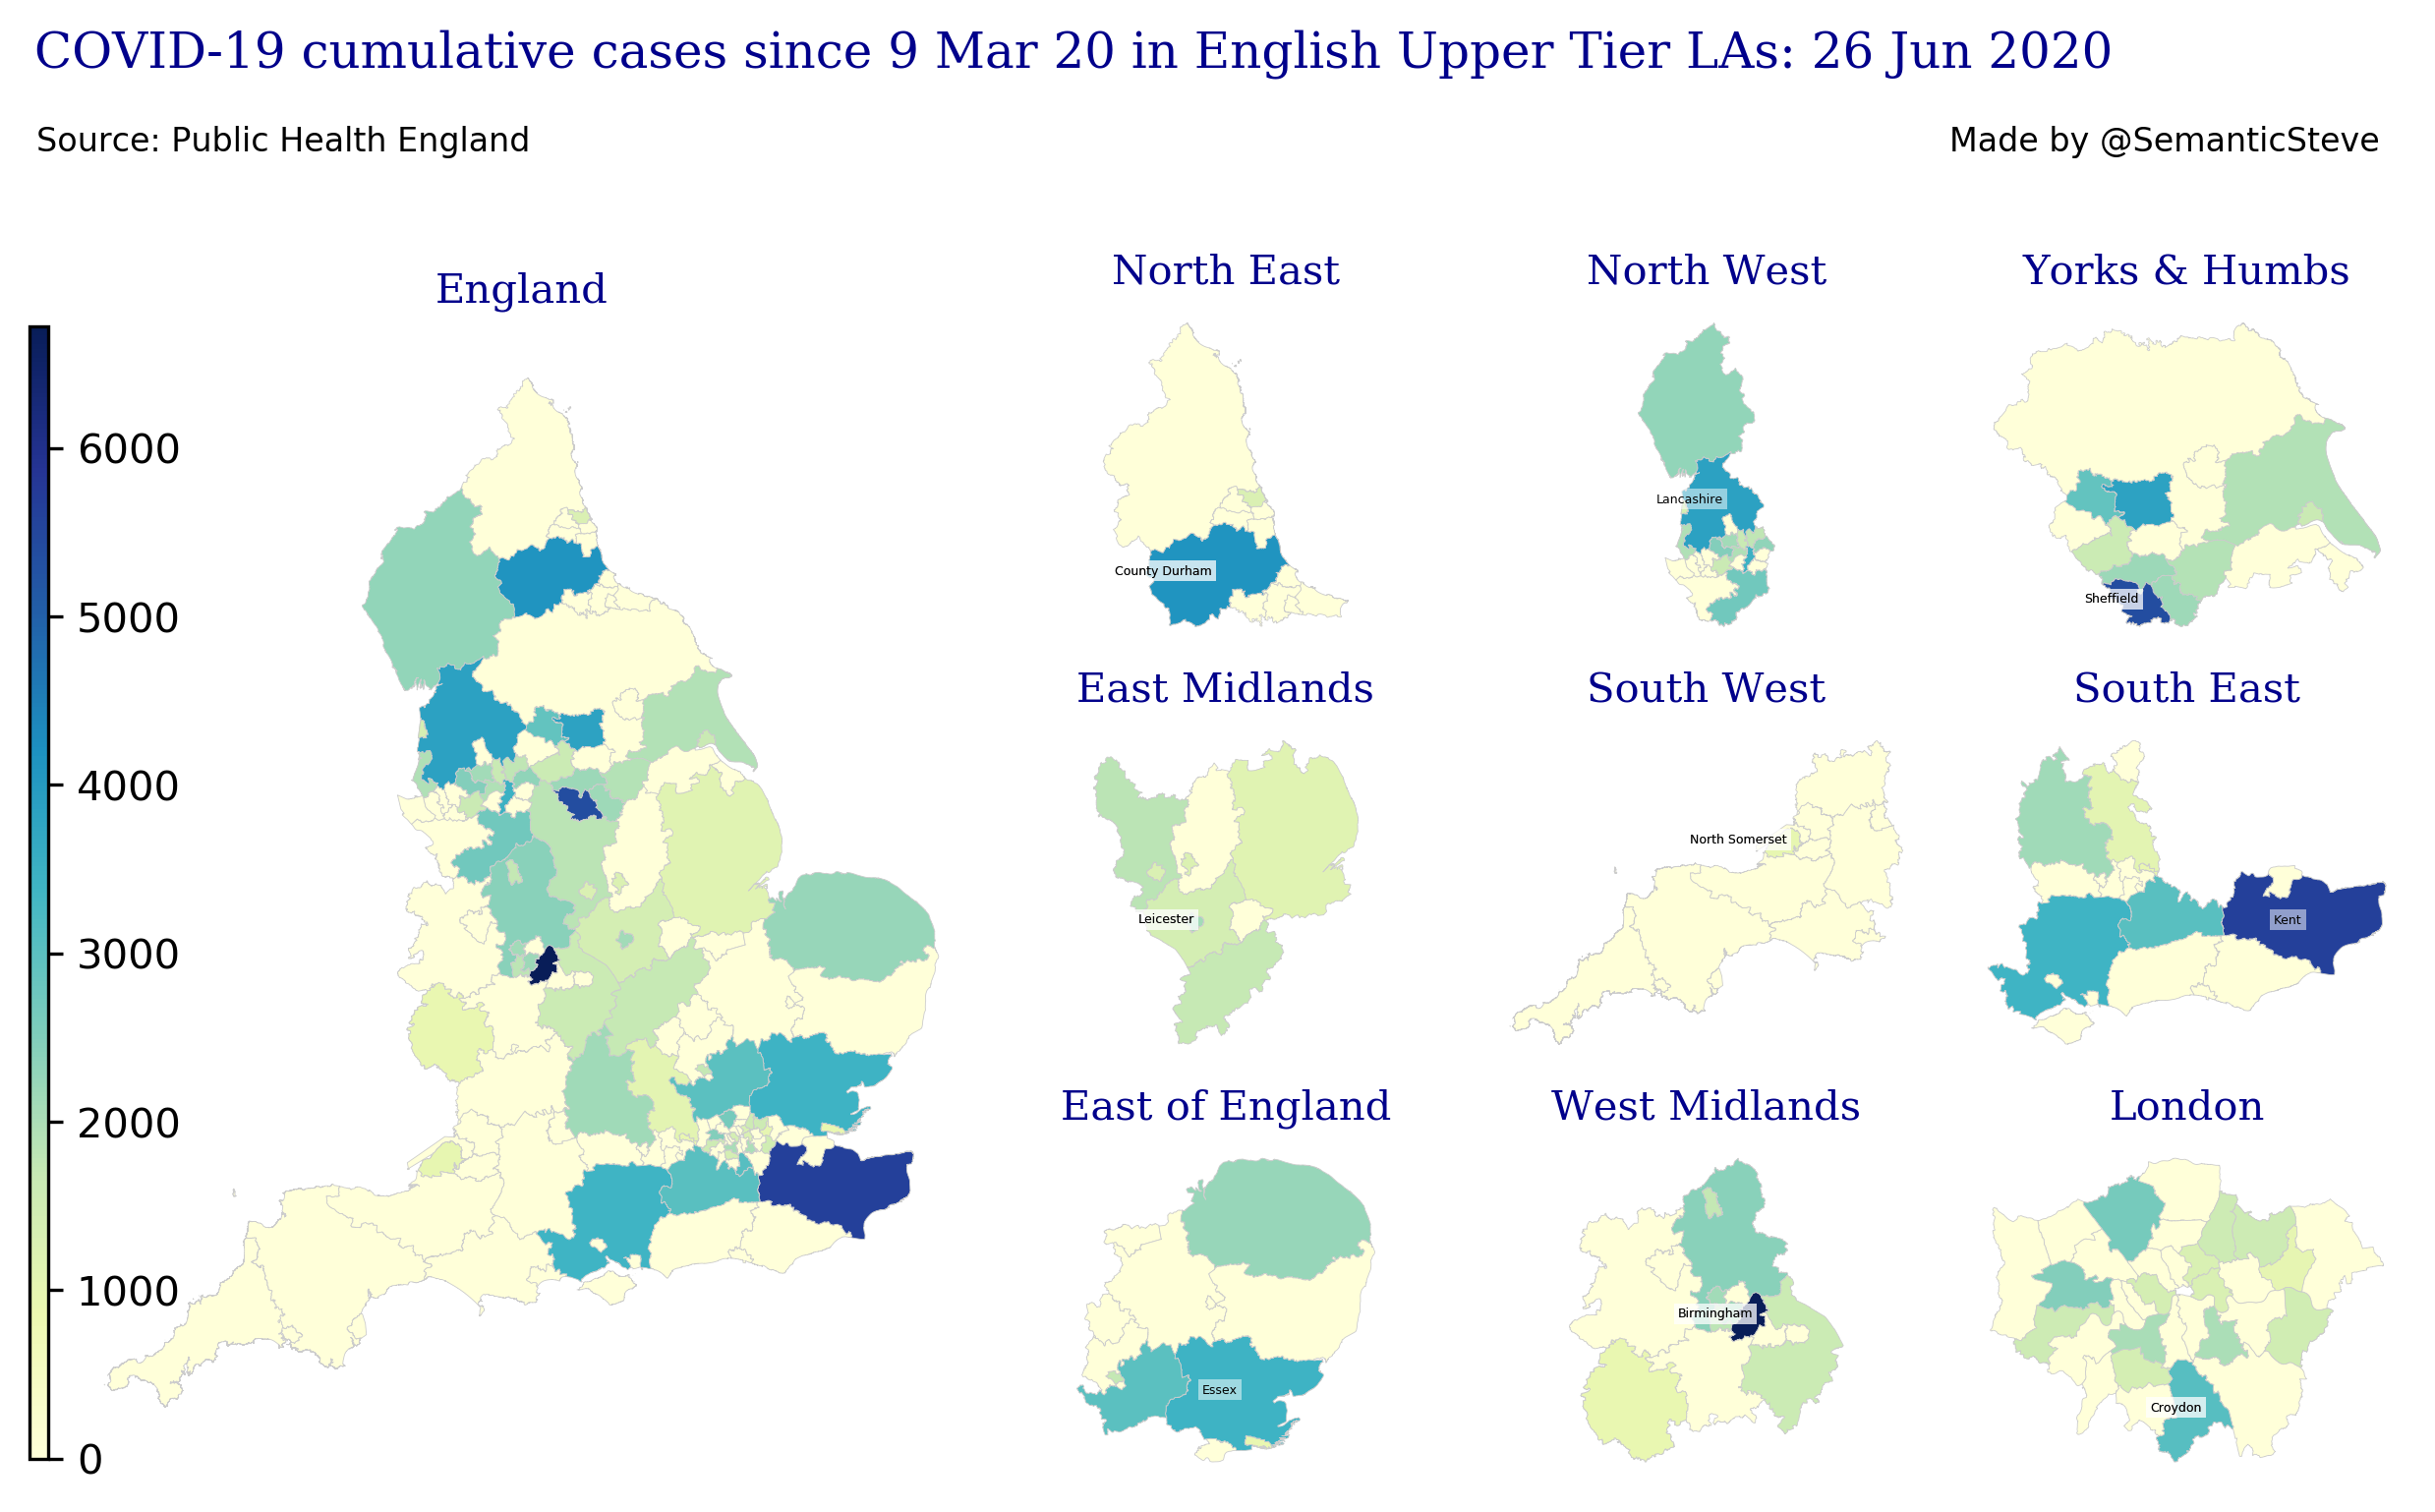 COVID-19 cumulative cases since 9 Mar 20 in English Upper Tier LAs: 26 Jun 2020
Source: Public Health England
Made by @SemanticSteve
England
6000
5000
4000
3000
2000
1000
0
North East
County Durham
North West
Lancashire
Yorks & Humbs
Sheffield
East Midlands
Leicester
South West
North Somerset
South East
Kent
East of England
Essex
West Midlands
Birmingham
London
Croydon